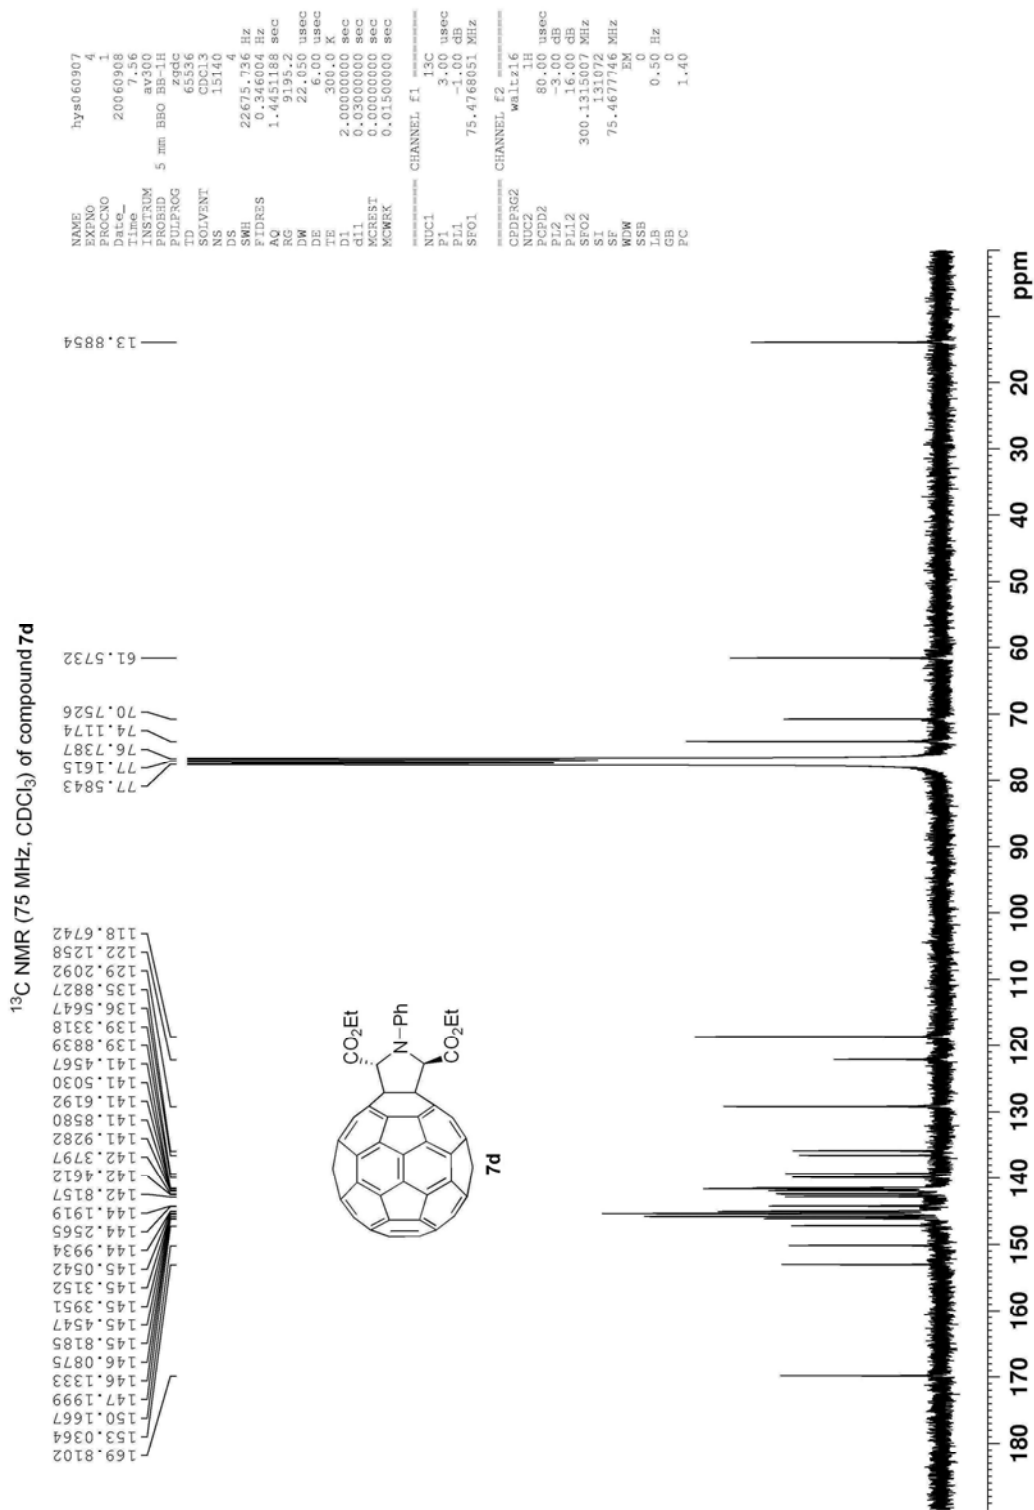 ¹³C NMR (75 MHz, CDCl₃) of compound 7d
169.8102
153.0364
150.1667
147.1999
146.1333
146.0875
145.8185
145.4547
145.3951
145.3152
145.0542
144.9934
144.2565
144.1919
142.8157
142.4612
142.3797
141.9282
141.8580
141.6192
141.5030
141.4567
139.8839
139.3318
136.5647
135.8827
129.2092
122.1258
118.6742
77.5843
77.1615
76.7387
74.1174
70.7526
61.5732
13.8854
NAME hys060907
EXPNO 4
PROCNO 1
Date_ 20060908
Time 7.56
INSTRUM av300
PROBHD 5 mm BBO BB-1H
PULPROG zgdc
TD 65536
SOLVENT CDCl3
NS 15140
DS 4
SWH 22675.736 Hz
FIDRES 0.346004 Hz
AQ 1.4451188 sec
RG 9195.2
DW 22.050 usec
DE 6.00 usec
TE 300.0 K
D1 2.00000000 sec
d11 0.03000000 sec
MCREST 0.00000000 sec
MCWRK 0.01500000 sec
======== CHANNEL f1 ========
NUC1 13C
P1 3.00 usec
PL1 -1.00 dB
SFO1 75.4768051 MHz
======== CHANNEL f2 ========
CPDPRG2 waltz16
NUC2 1H
PCPD2 80.00 usec
PL2 -3.00 dB
PL12 16.00 dB
SFO2 300.1315007 MHz
SI 131072
SF 75.4677746 MHz
WDW EM
SSB 0
LB 0.50 Hz
GB 0
PC 1.40
CO₂Et
N–Ph
CO₂Et
7d
180 170 160 150 140 130 120 110 100 90 80 70 60 50 40 30 20 ppm